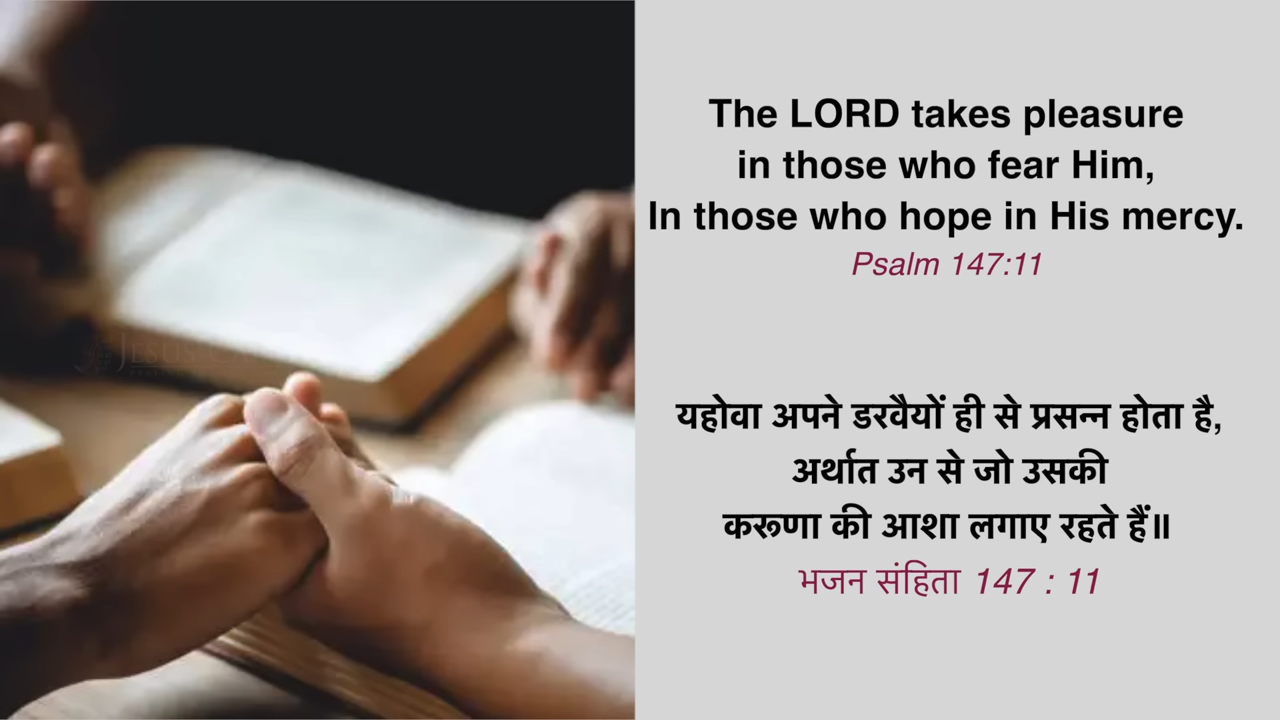 The LORD takes pleasure
in those who fear Him,
In those who hope in His mercy.
Psalm 147:11
यहोवा अपने डरवैयों ही से प्रसन्न होता है,
अर्थात उन से जो उसकी
करूणा की आशा लगाए रहते हैं॥
भजन संहिता 147 : 11
JESUS